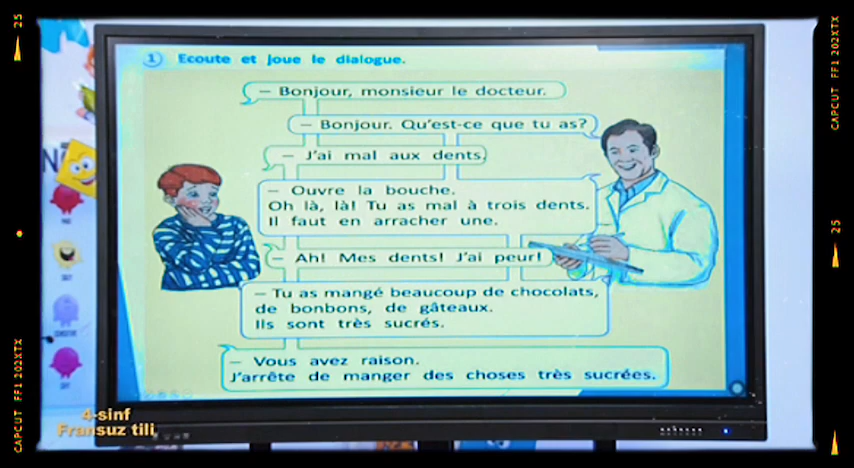 25
25
CAPCUT FF1 202XTX
1 Ecoute et joue le dialogue.
– Bonjour, monsieur le docteur.
– Bonjour. Qu'est-ce que tu as?
– J'ai mal aux dents.
– Ouvre la bouche.
Oh là, là! Tu as mal à trois dents.
Il faut en arracher une.
– Ah! Mes dents! J'ai peur!
– Tu as mangé beaucoup de chocolats,
de bonbons, de gâteaux.
Ils sont très sucrés.
– Vous avez raison.
J'arrête de manger des choses très sucrées.
4-sinf
Fransuz tili
CAPCUT FF1 202XTX